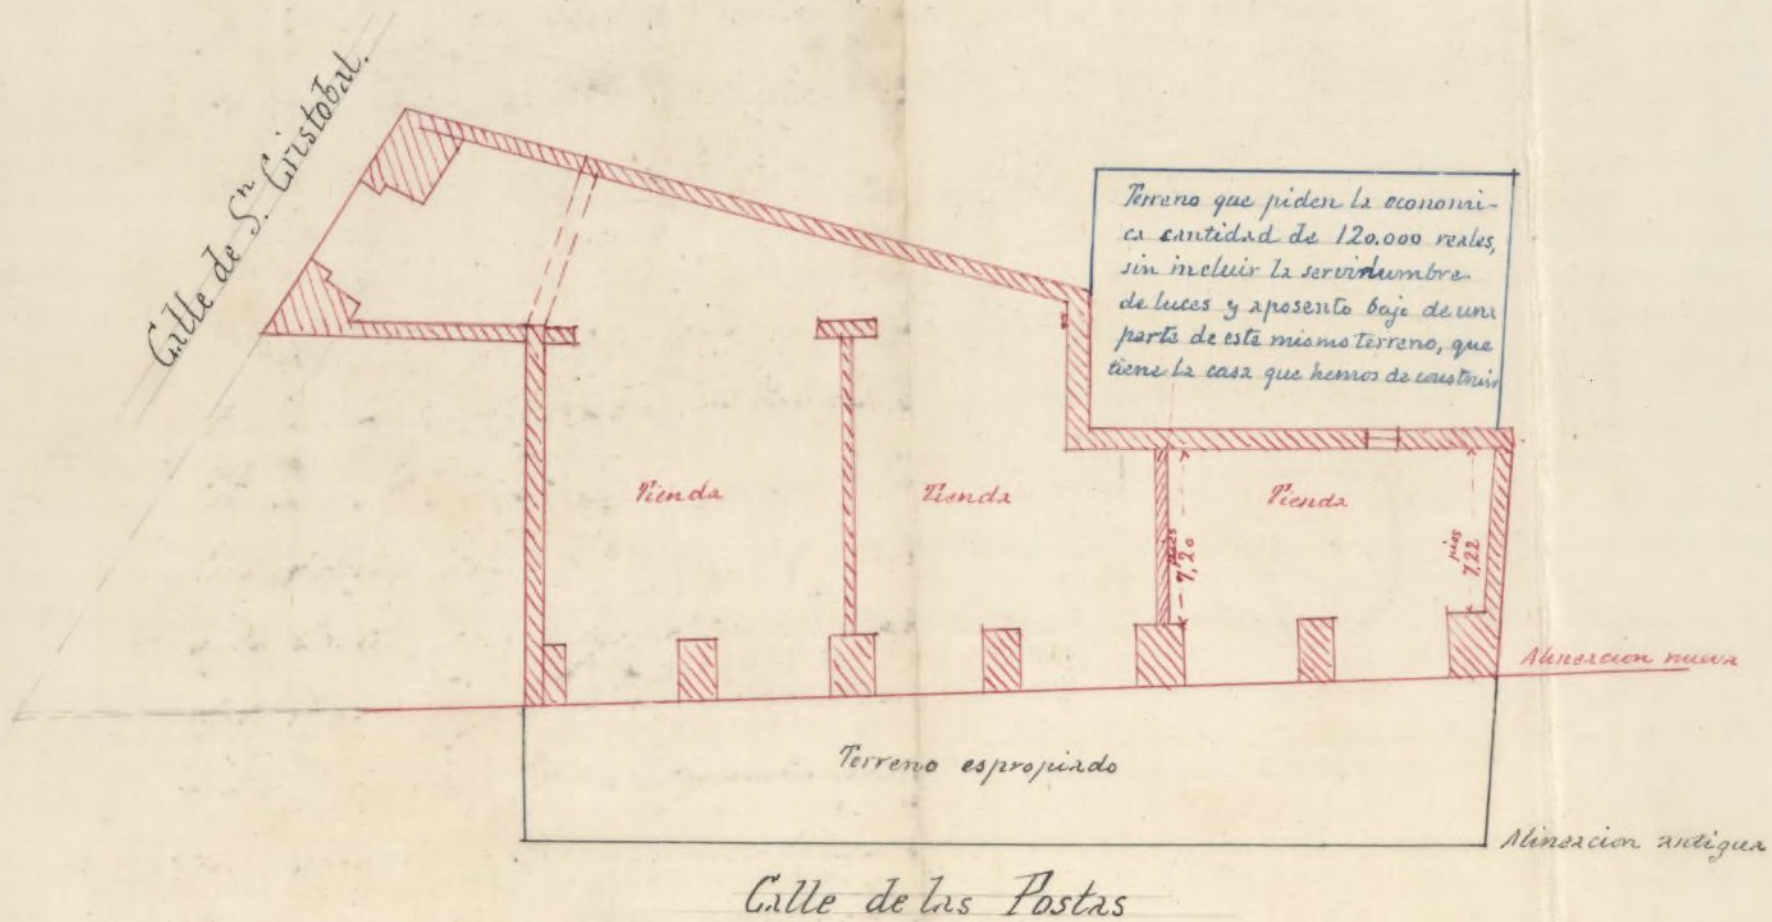 Calle de Sn. Cristobal.
Terreno que piden la economi-
ca cantidad de 120.000 reales,
sin incluir la servidumbre
de luces y aposento bajo de una
parte de este mismo terreno, que
tiene la casa que hemos de construir
Tienda
Tienda
Tienda
pies
7,20
pies
7,22
Alineacion nueva
Terreno espropiado
Alineacion antigua
Calle de las Postas